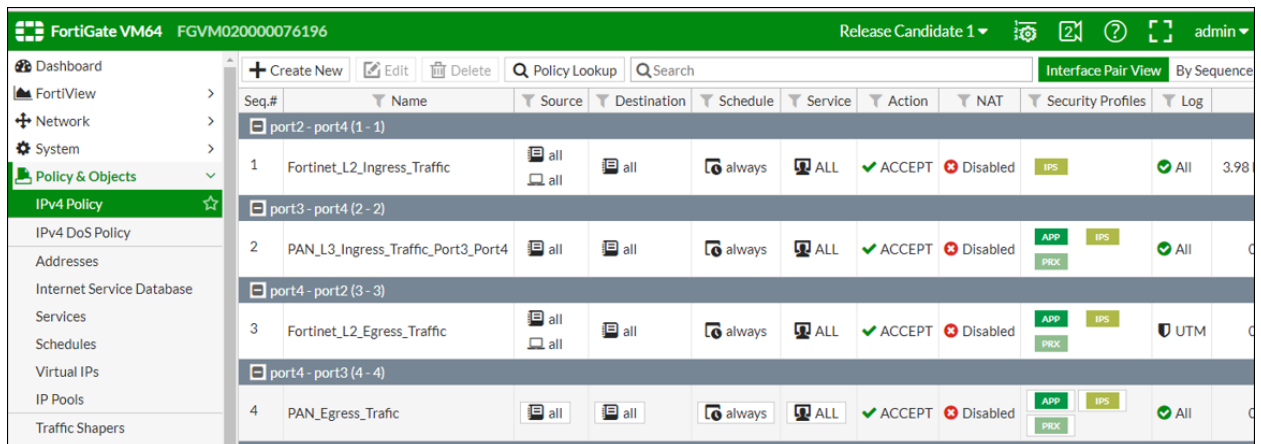 FortiGate VM64 FGVM020000076196 Release Candidate 1 2 ? admin
Dashboard
FortiView
Network
System
Policy & Objects
IPv4 Policy
IPv4 DoS Policy
Addresses
Internet Service Database
Services
Schedules
Virtual IPs
IP Pools
Traffic Shapers
Create New Edit Delete Policy Lookup Search Interface Pair View By Sequence
Seq.# Name Source Destination Schedule Service Action NAT Security Profiles Log
port2 - port4 (1 - 1)
1 Fortinet_L2_Ingress_Traffic all all always ALL ACCEPT Disabled IPS All 3.98
all
port3 - port4 (2 - 2)
2 PAN_L3_Ingress_Traffic_Port3_Port4 all all always ALL ACCEPT Disabled APP IPS All
PRX
port4 - port2 (3 - 3)
3 Fortinet_L2_Egress_Traffic all all always ALL ACCEPT Disabled APP IPS UTM
all PRX
port4 - port3 (4 - 4)
4 PAN_Egress_Trafic all all always ALL ACCEPT Disabled APP IPS All
PRX